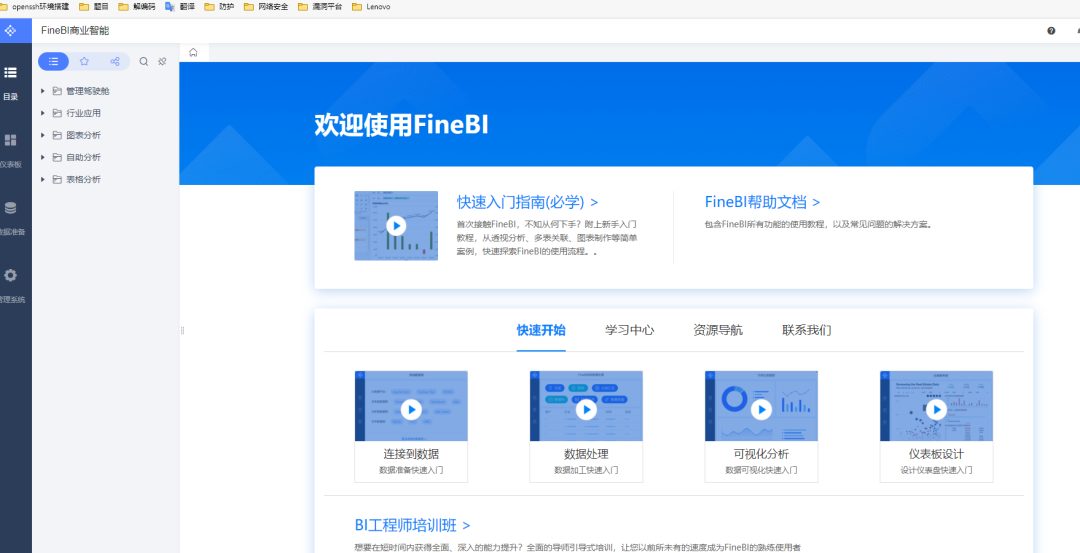 openssh环境搭建 题目 解编码 翻译 防护 网络安全 漏洞平台 Lenovo
FineBI商业智能
目录
仪表板
数据准备
管理系统
管理驾驶舱
行业应用
图表分析
自助分析
表格分析
欢迎使用FineBI
快速入门指南(必学) >
首次接触FineBI，不知从何下手？附上新手入门
教程，从透视分析、多表关联、图表制作等简单
案例，快速探索FineBI的使用流程。。
FineBI帮助文档 >
包含FineBI所有功能的使用教程，以及常见问题的解决方案。
快速开始 学习中心 资源导航 联系我们
连接到数据
数据准备快速入门
数据处理
数据加工快速入门
可视化分析
数据可视化快速入门
仪表板设计
设计仪表盘快速入门
BI工程师培训班 >
想要在短时间内获得全面、深入的能力提升？全面的导师引导式培训，让您以前所未有的速度成为FineBI的熟练使用者